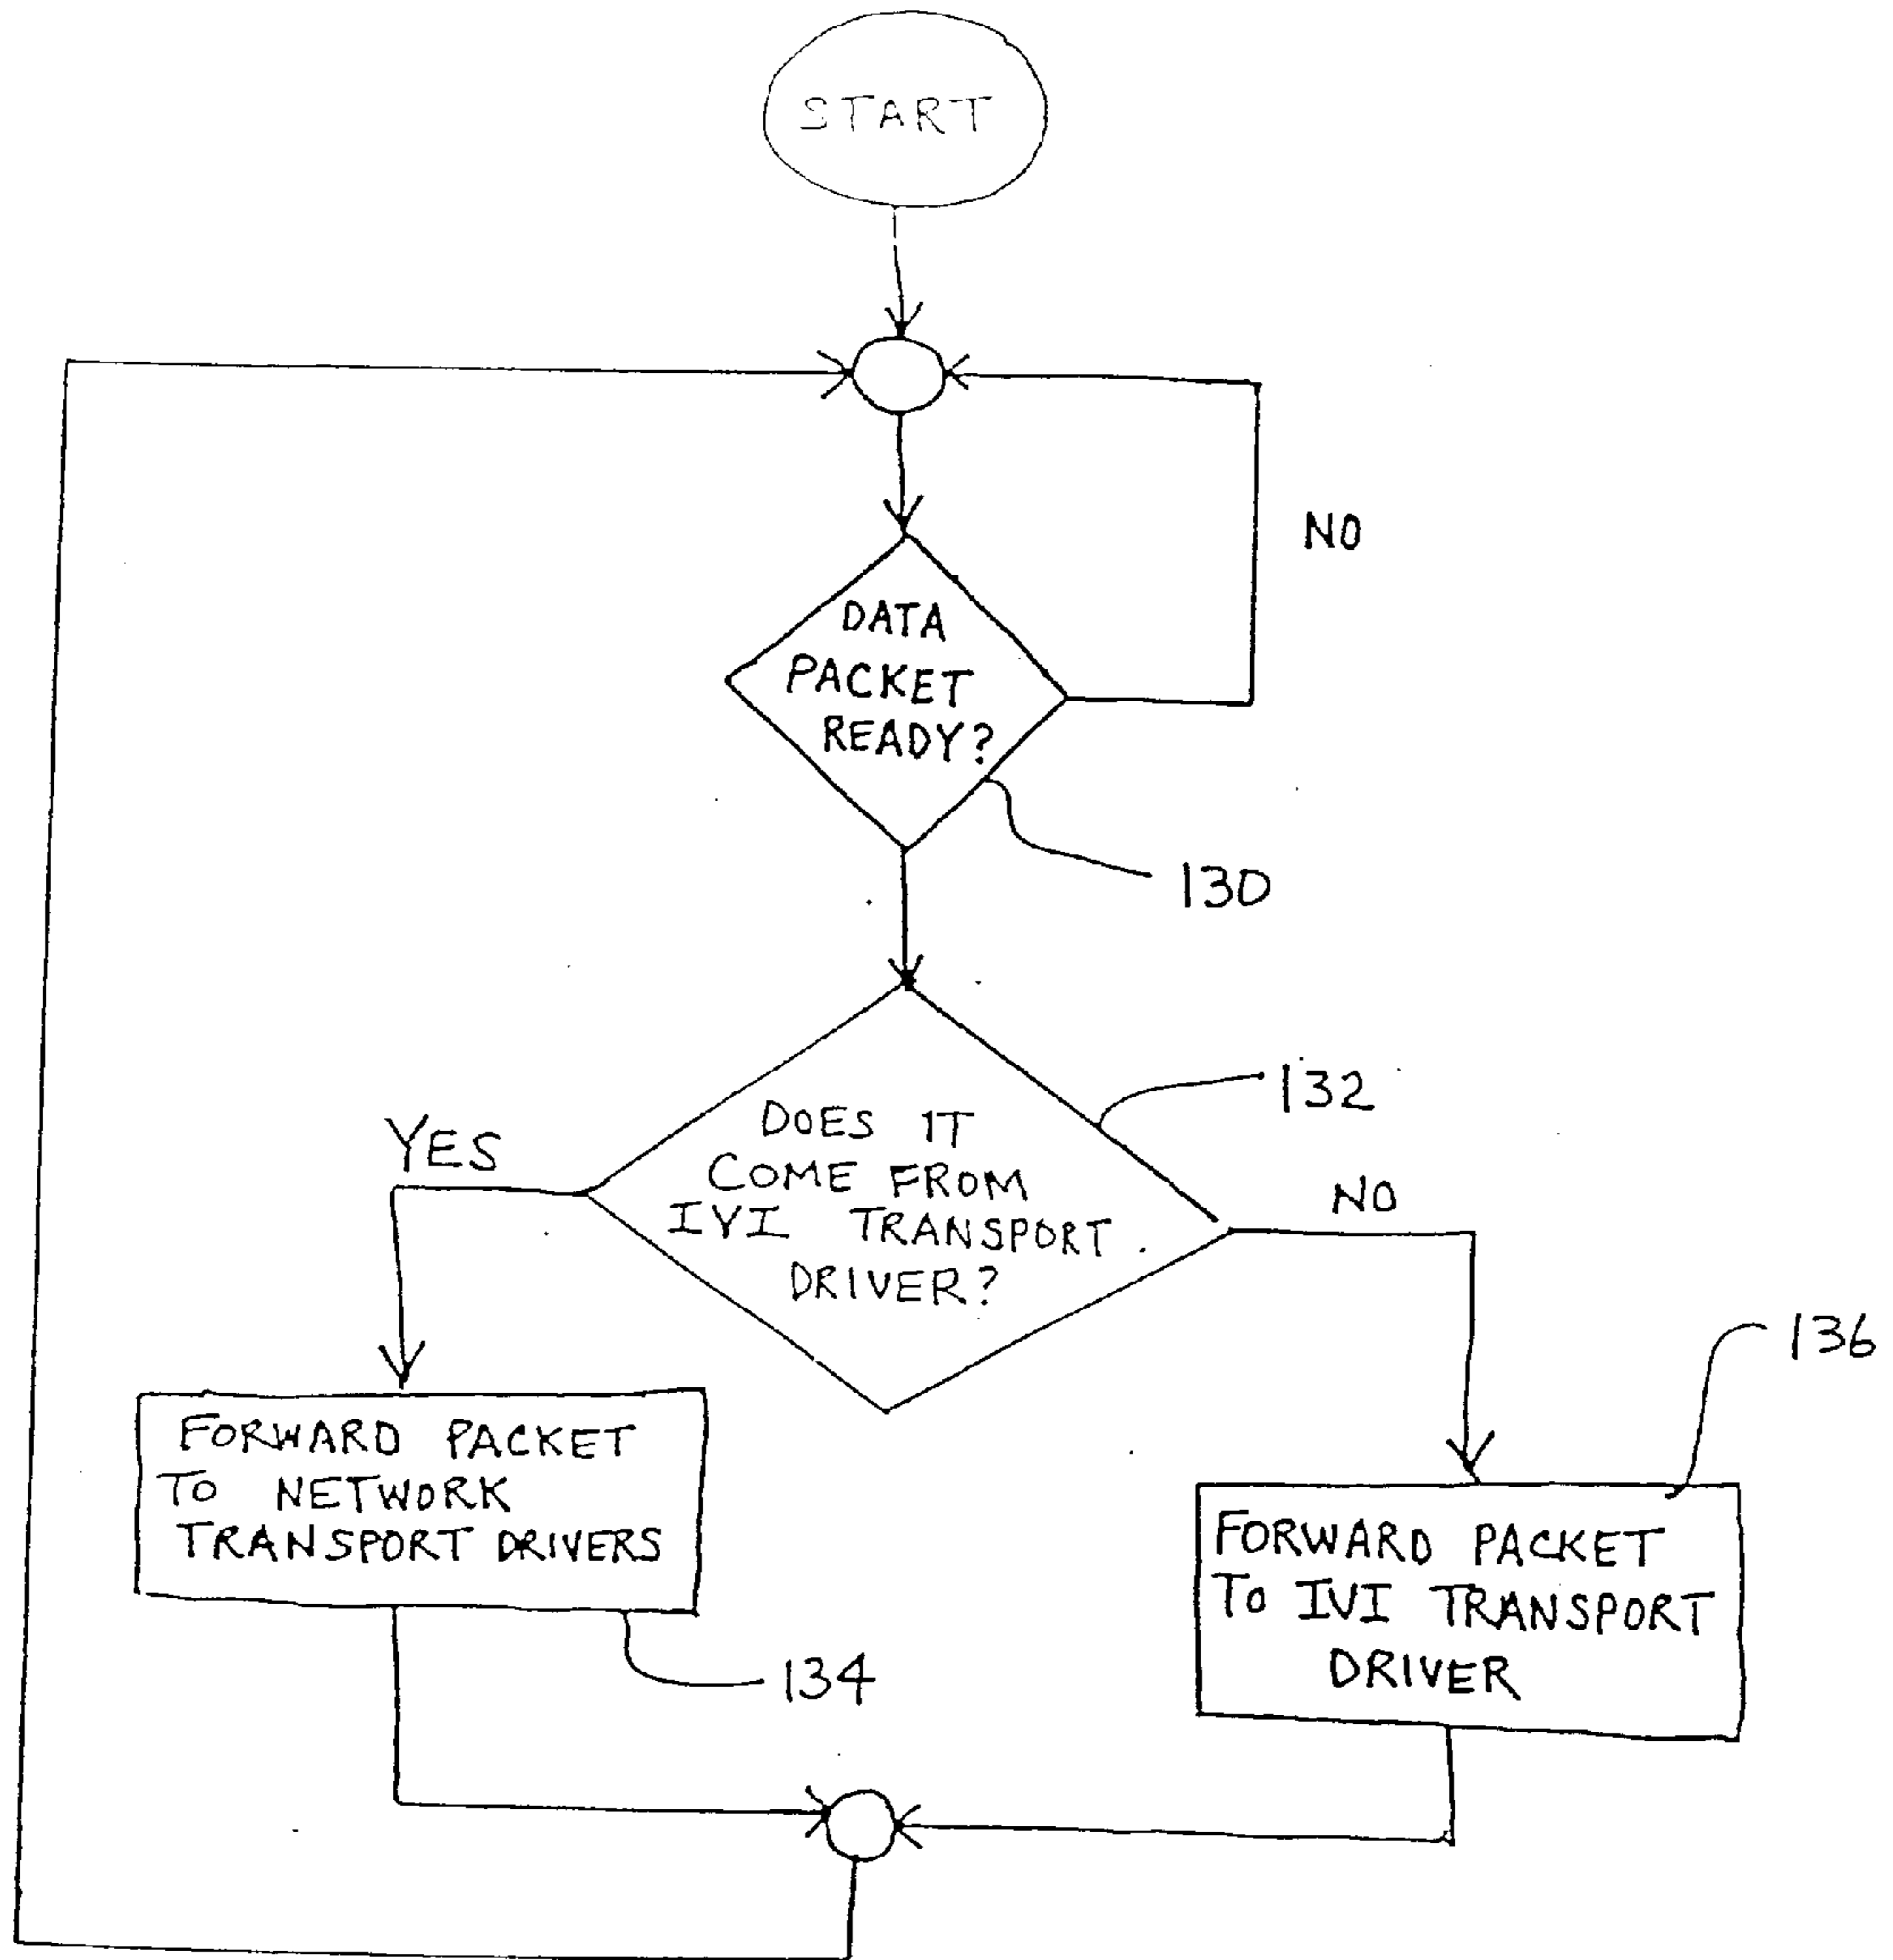 START
NO
DATA
PACKET
READY?
130
132
DOES IT
COME FROM
IVI TRANSPORT
DRIVER?
YES
NO
136
FORWARD PACKET
TO NETWORK
TRANSPORT DRIVERS
FORWARD PACKET
TO IVI TRANSPORT
DRIVER
134